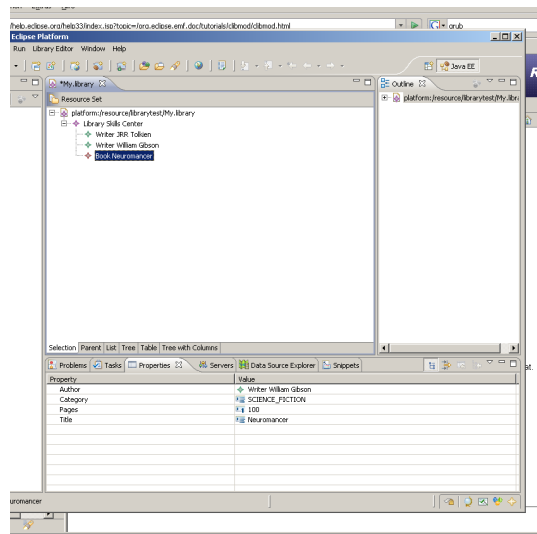 /help.eclipse.org/help33/index.jsp?topic=/org.eclipse.emf.doc/tutorials/clibmod/clibmod.html
grub
Eclipse Platform
Run Library Editor Window Help
Java EE
*My.library
Outline
Resource Set
platform:/resource/librarytest/My.library
platform:/resource/librarytest/My.libra
Library Skills Center
Writer JRR Tolkien
Writer William Gibson
Book Neuromancer
Selection Parent List Tree Table Tree with Columns
Problems Tasks Properties Servers Data Source Explorer Snippets
at.
Property Value
Author Writer William Gibson
Category SCIENCE_FICTION
Pages 100
Title Neuromancer
uromancer